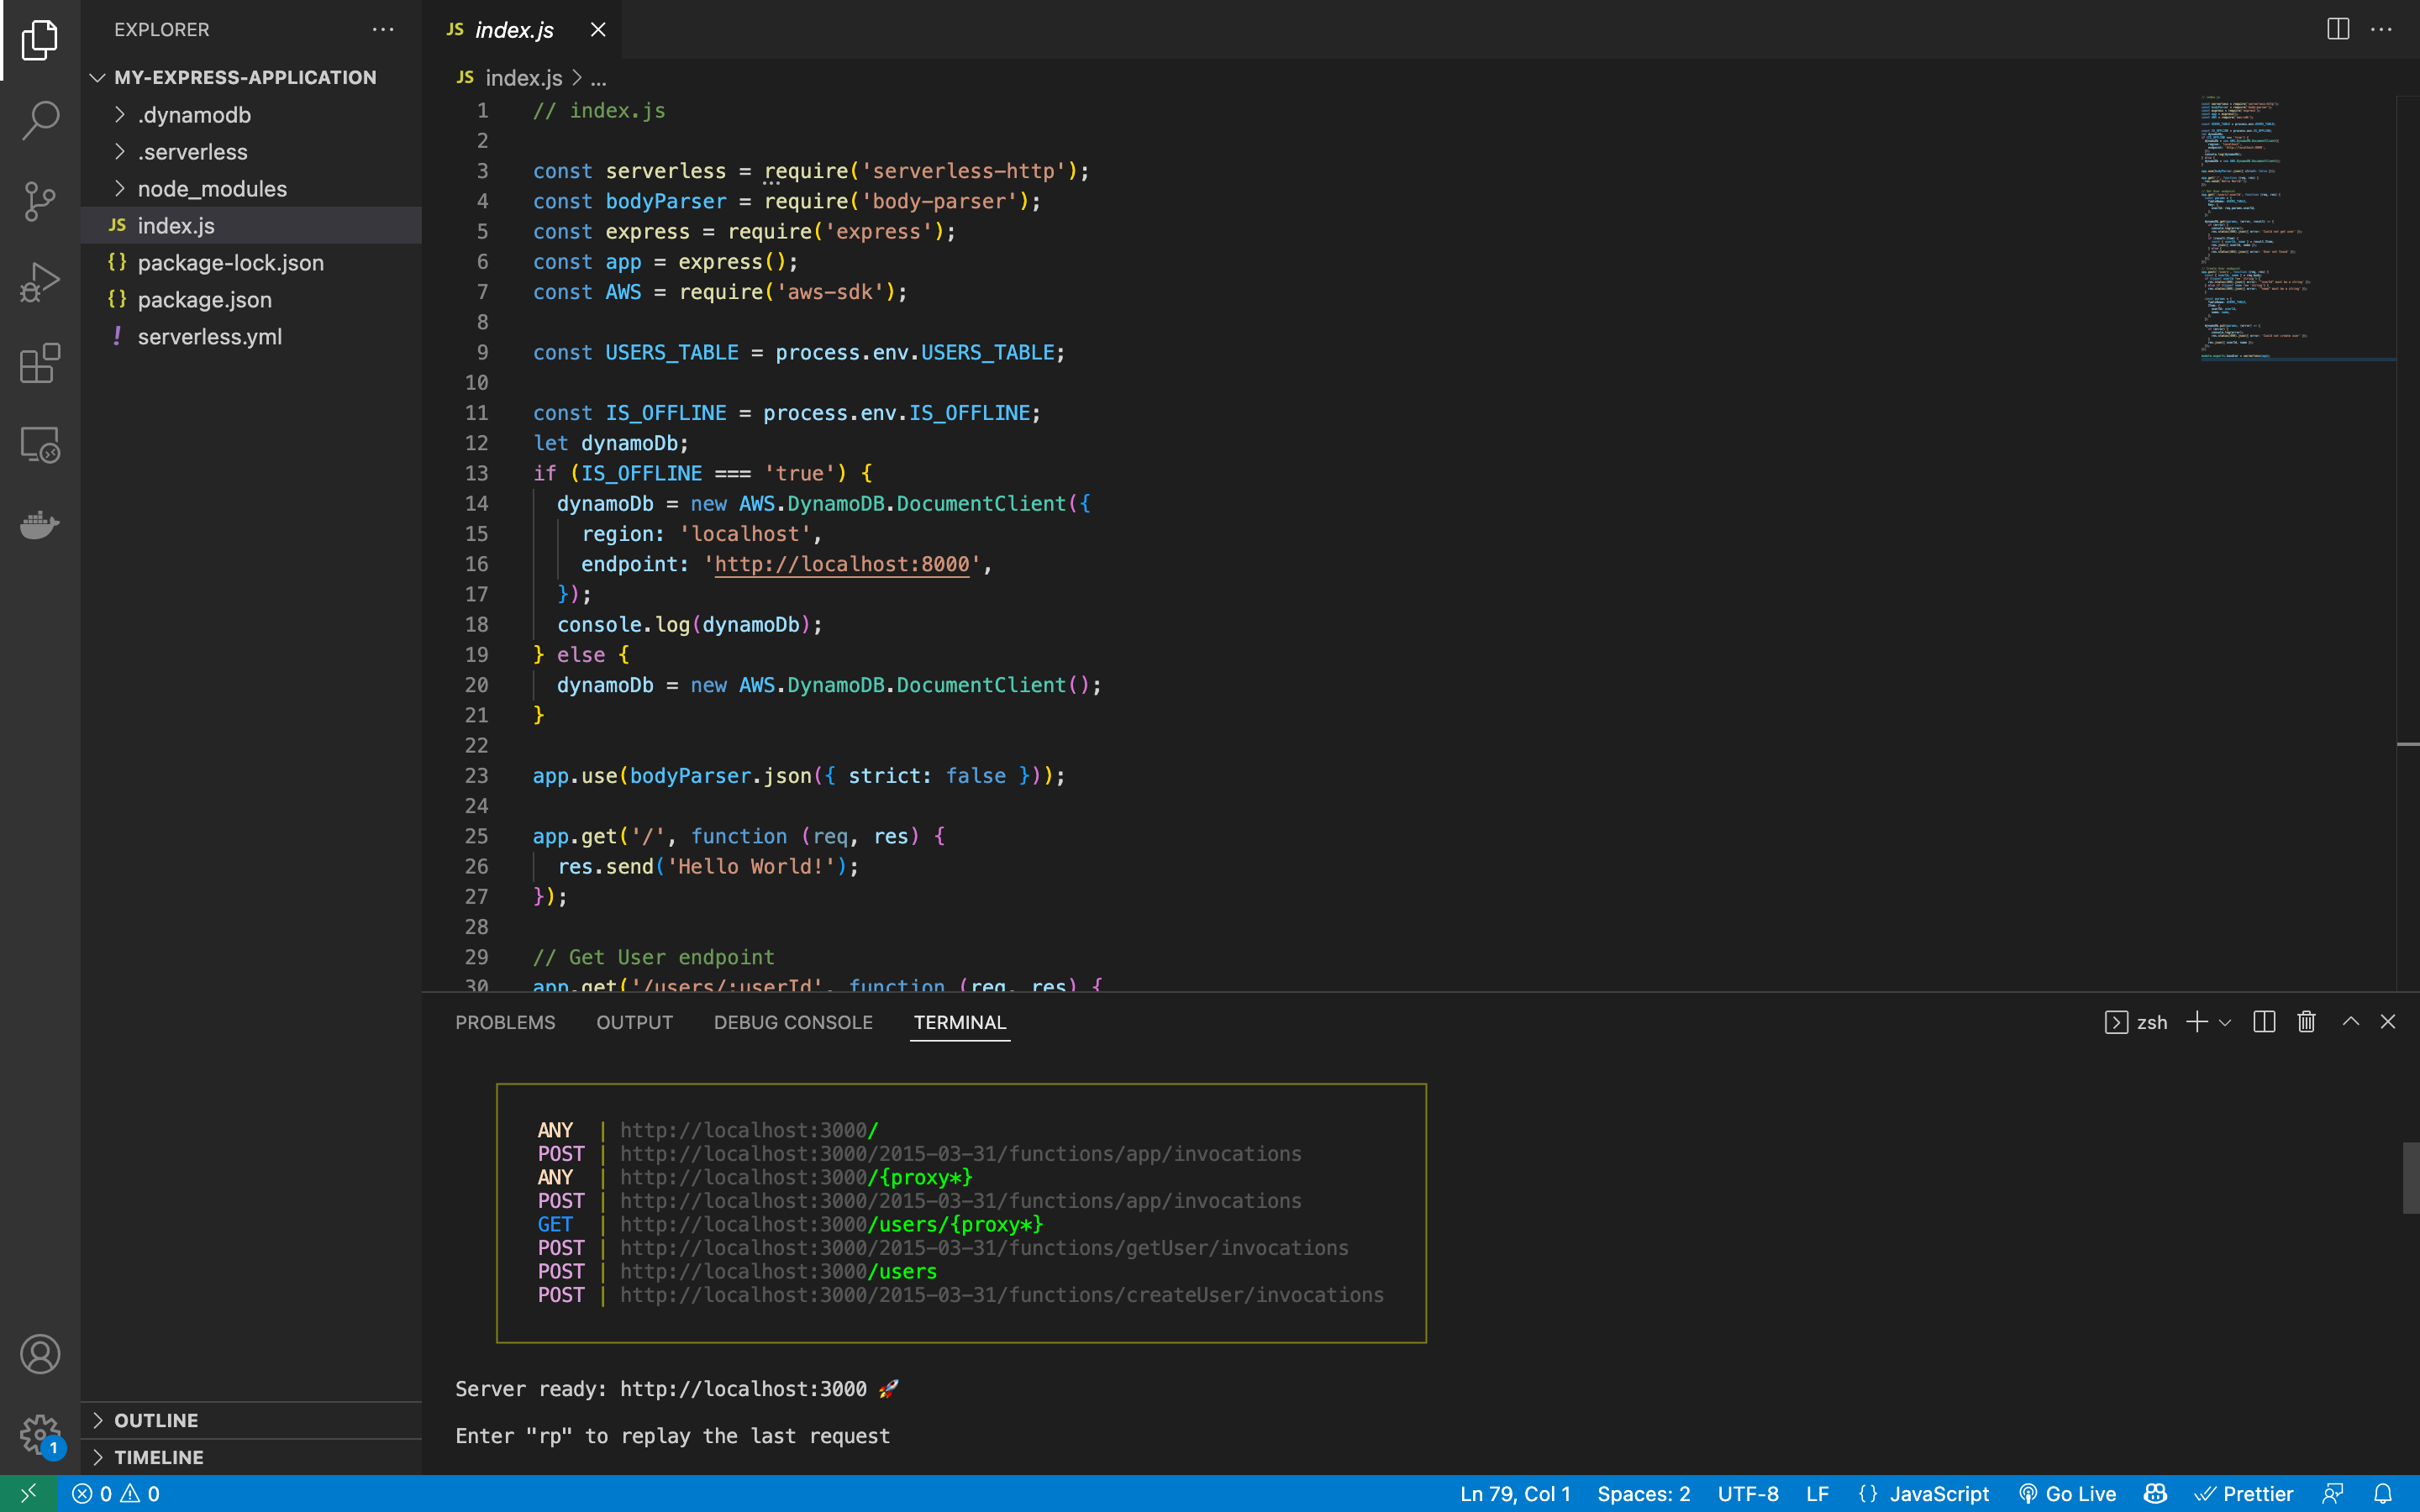 EXPLORER
MY-EXPRESS-APPLICATION
.dynamodb
.serverless
node_modules
JS index.js
{} package-lock.json
{} package.json
! serverless.yml
OUTLINE
TIMELINE
JS index.js
JS index.js > ...
1 // index.js
2
3 const serverless = require('serverless-http');
4 const bodyParser = require('body-parser');
5 const express = require('express');
6 const app = express();
7 const AWS = require('aws-sdk');
8
9 const USERS_TABLE = process.env.USERS_TABLE;
10
11 const IS_OFFLINE = process.env.IS_OFFLINE;
12 let dynamoDb;
13 if (IS_OFFLINE === 'true') {
14 dynamoDb = new AWS.DynamoDB.DocumentClient({
15 region: 'localhost',
16 endpoint: 'http://localhost:8000',
17 });
18 console.log(dynamoDb);
19 } else {
20 dynamoDb = new AWS.DynamoDB.DocumentClient();
21 }
22
23 app.use(bodyParser.json({ strict: false }));
24
25 app.get('/', function (req, res) {
26 res.send('Hello World!');
27 });
28
29 // Get User endpoint
30 app.get('/users/:userId', function (req, res) {
PROBLEMS OUTPUT DEBUG CONSOLE TERMINAL
zsh
ANY | http://localhost:3000/
POST | http://localhost:3000/2015-03-31/functions/app/invocations
ANY | http://localhost:3000/{proxy*}
POST | http://localhost:3000/2015-03-31/functions/app/invocations
GET | http://localhost:3000/users/{proxy*}
POST | http://localhost:3000/2015-03-31/functions/getUser/invocations
POST | http://localhost:3000/users
POST | http://localhost:3000/2015-03-31/functions/createUser/invocations
Server ready: http://localhost:3000 🚀
Enter "rp" to replay the last request
1
0 0 Ln 79, Col 1 Spaces: 2 UTF-8 LF {} JavaScript Go Live Prettier